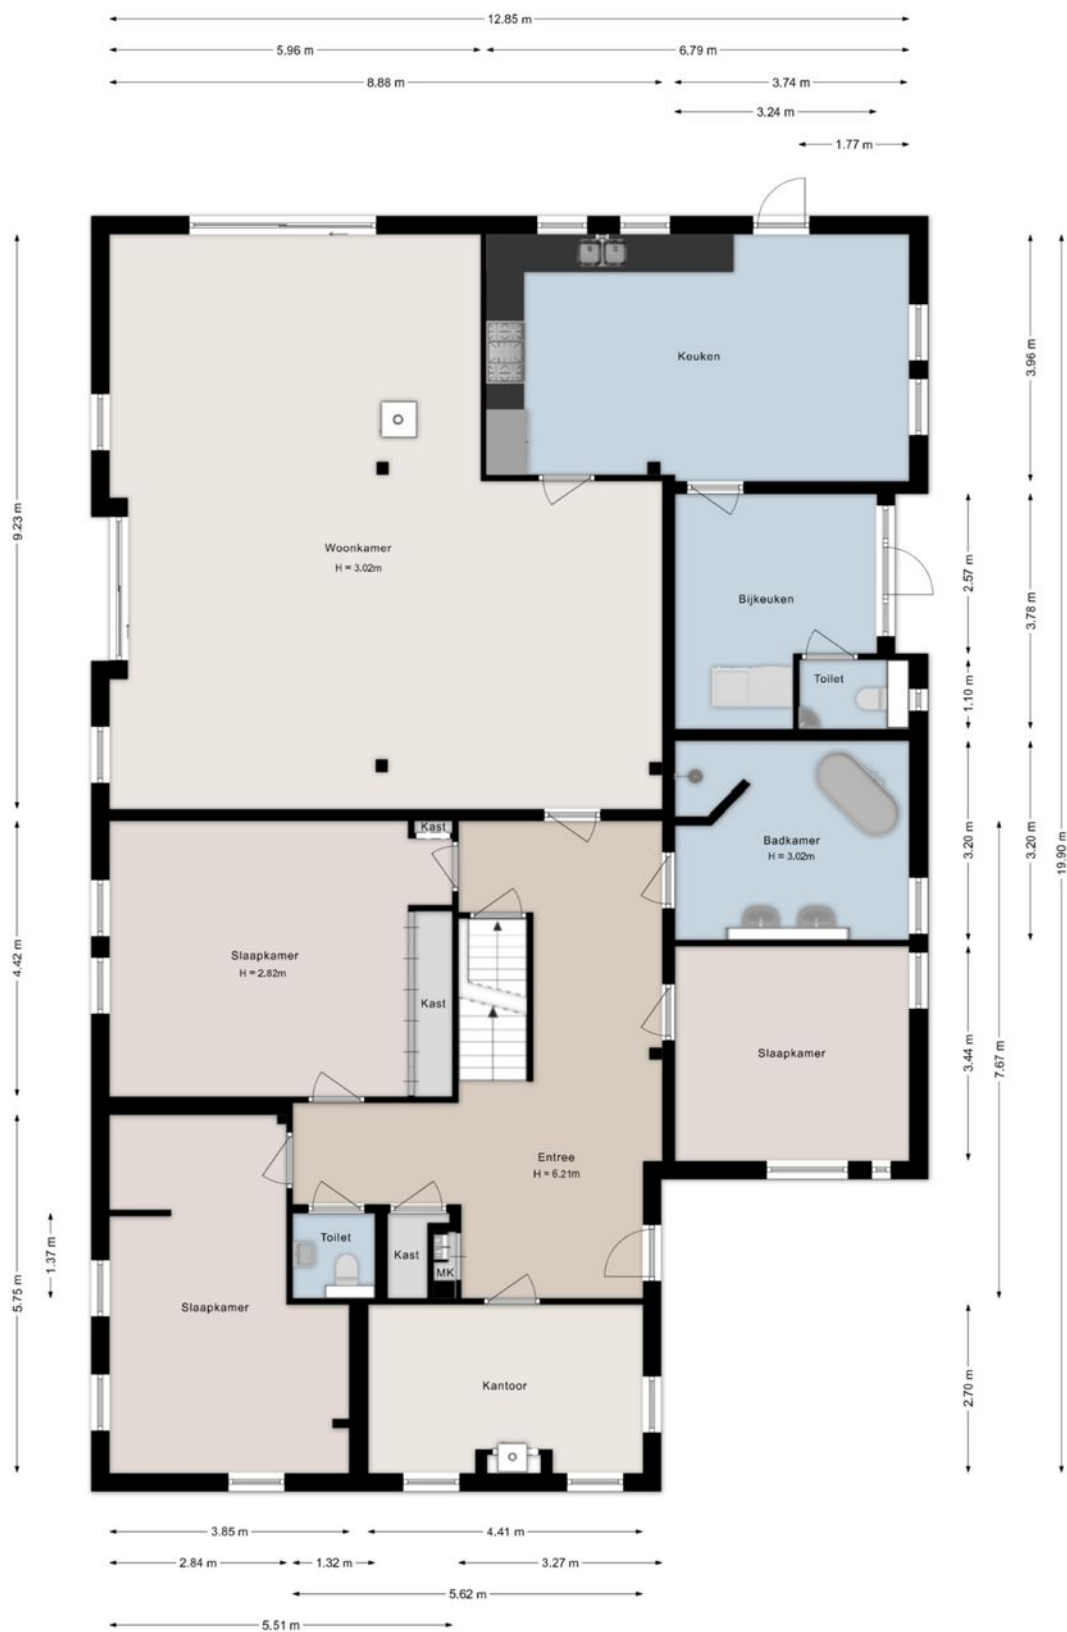 12.85 m
5.96 m
6.79 m
8.88 m
3.74 m
3.24 m
1.77 m
Keuken
3.96 m
9.23 m
Woonkamer
H = 3.02m
Bijkeuken
2.57 m
3.78 m
Toilet
1.10 m
Kast
Badkamer
H = 3.02m
3.20 m
3.20 m
19.90 m
Slaapkamer
H = 2.82m
4.42 m
Kast
Slaapkamer
3.44 m
7.67 m
Entree
H = 6.21m
Toilet
Kast
MK
1.37 m
5.75 m
Slaapkamer
Kantoor
2.70 m
3.85 m
4.41 m
2.84 m
1.32 m
3.27 m
5.62 m
5.51 m